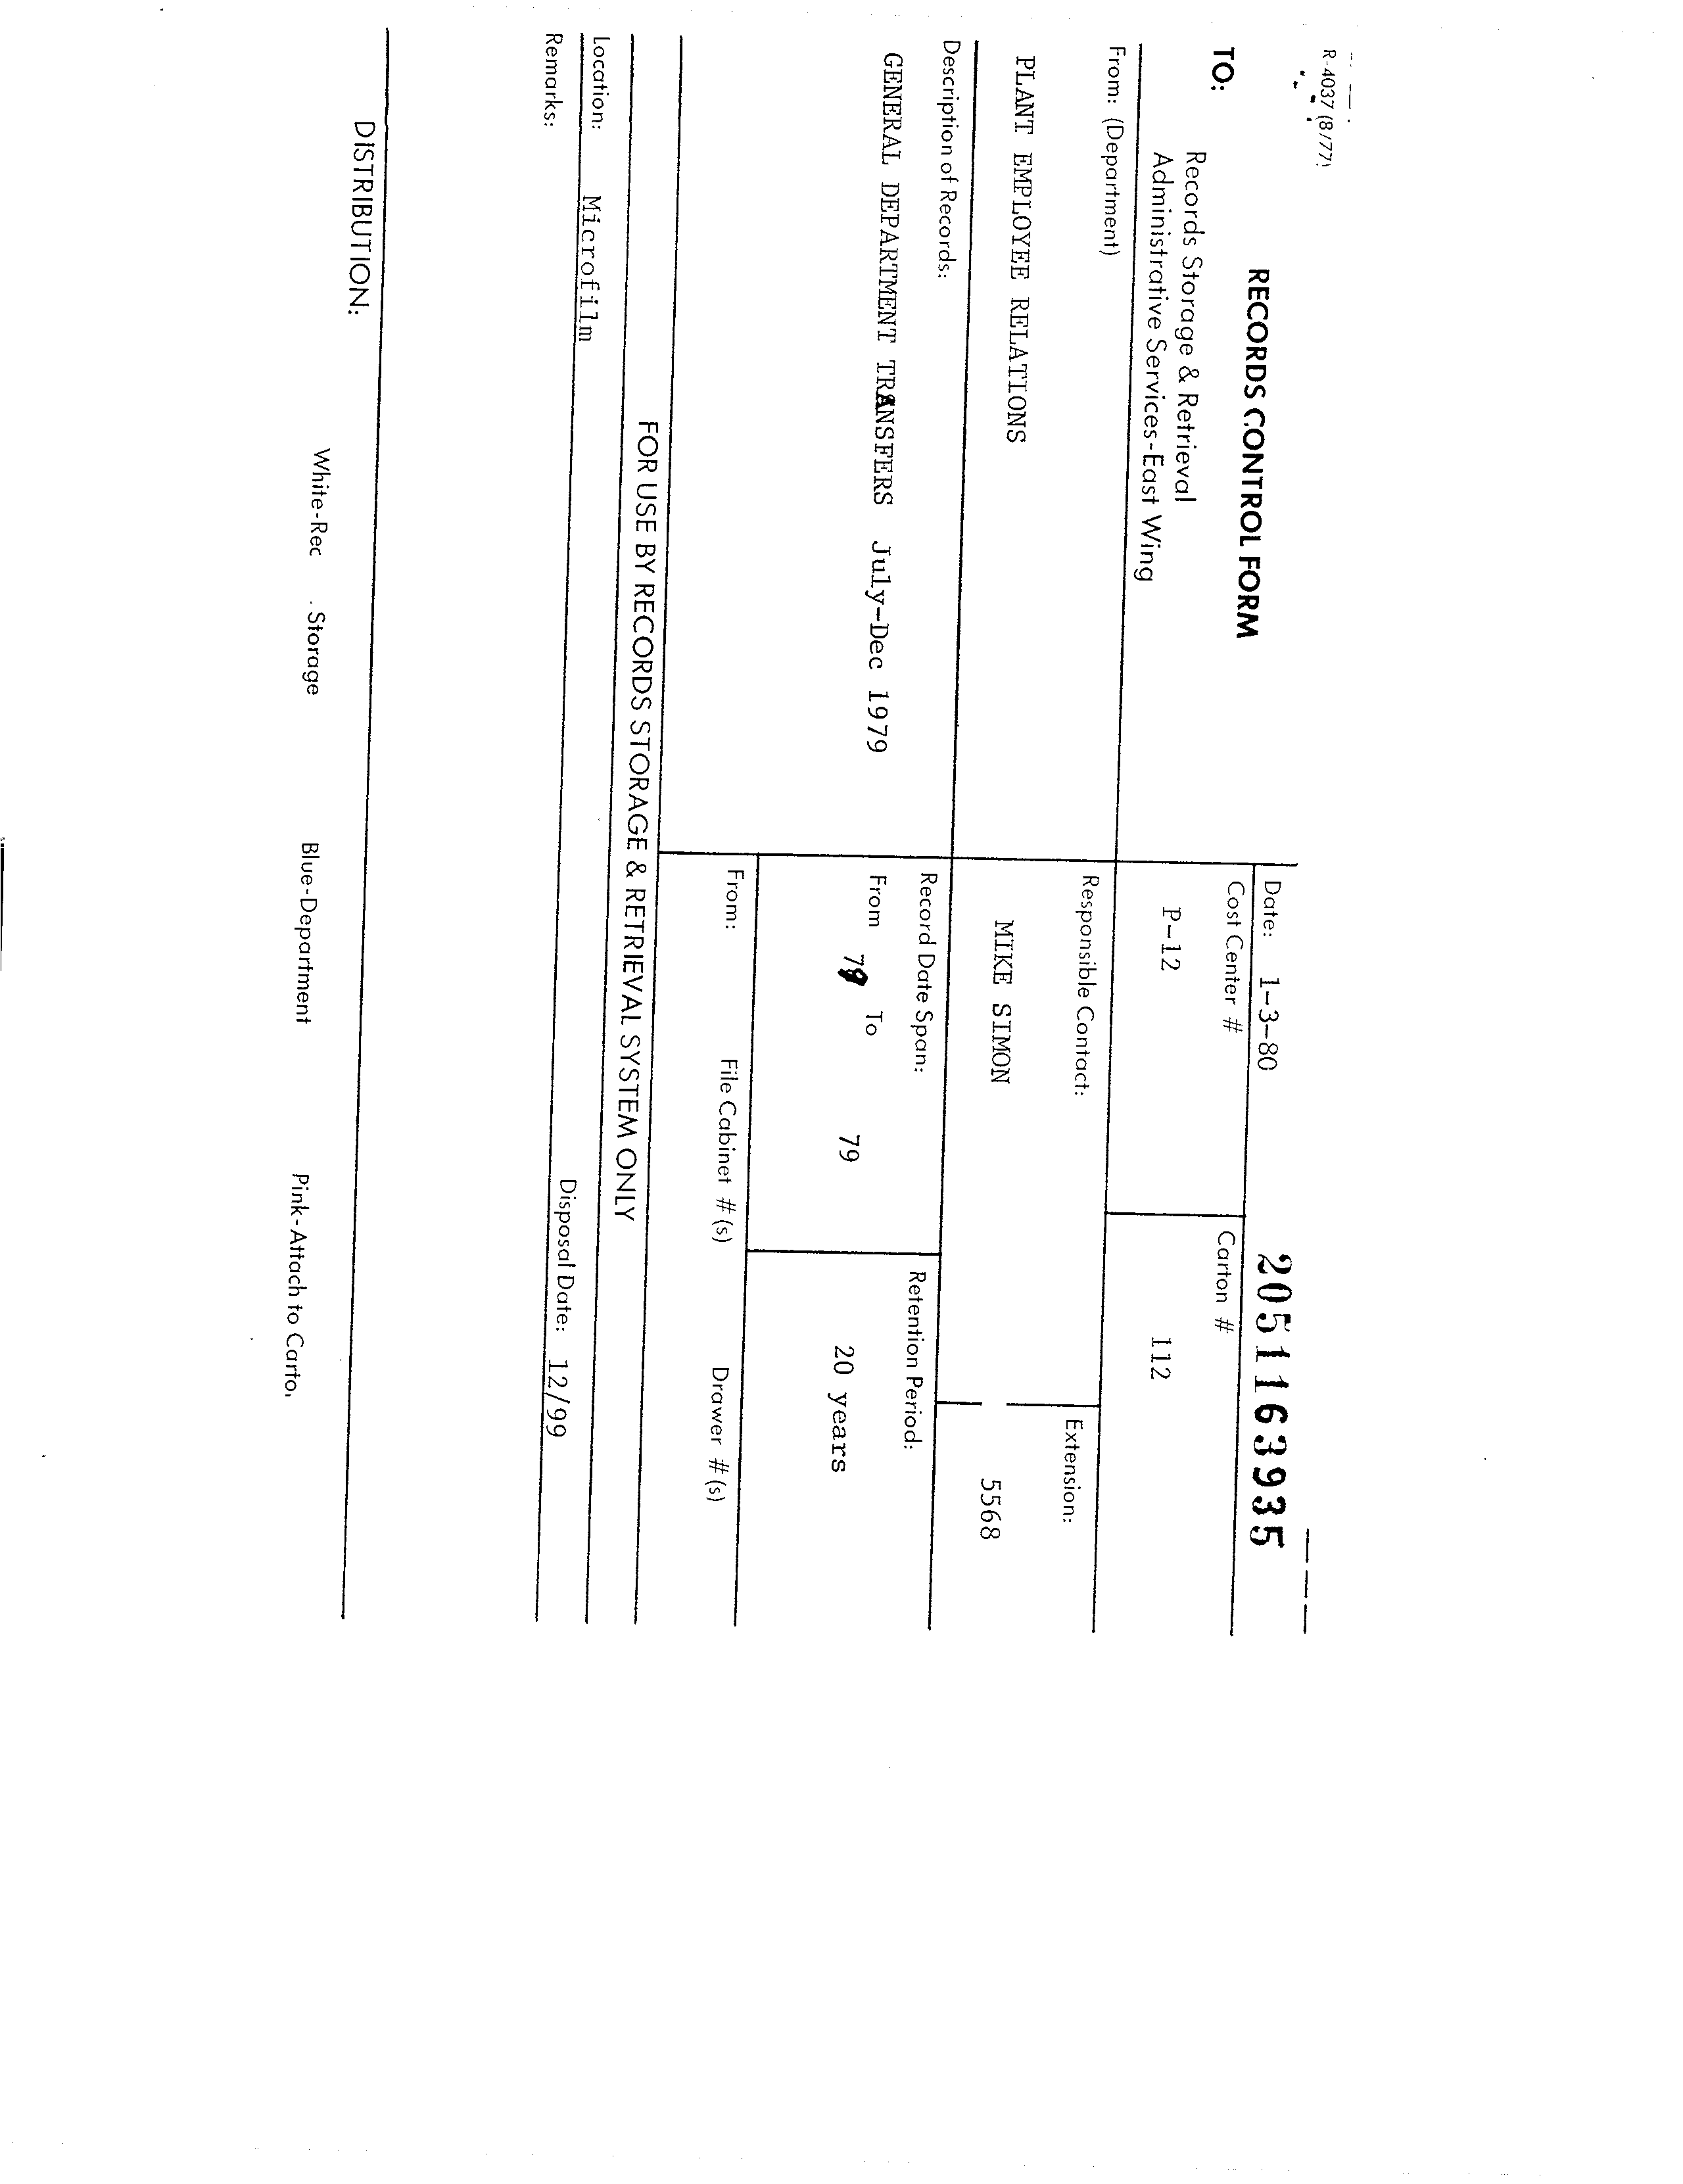 R-4037 (8/77)
RECORDS CONTROL FORM
2051163935
Date: 1-3-80
TO: Records Storage & Retrieval
Administrative Services-East Wing
Cost Center #
P-12
Carton #
112
From: (Department)
PLANT EMPLOYEE RELATIONS
Responsible Contact:
MIKE SIMON
Extension:
5568
Description of Records:
GENERAL DEPARTMENT TRANSFERS July-Dec 1979
Record Date Span:
From To
79 79
Retention Period:
20 years
From: File Cabinet #(s) Drawer #(s)
FOR USE BY RECORDS STORAGE & RETRIEVAL SYSTEM ONLY
Location: Microfilm
Remarks:
Disposal Date: 12/99
DISTRIBUTION:
White-Rec . Storage Blue-Department Pink-Attach to Carto.